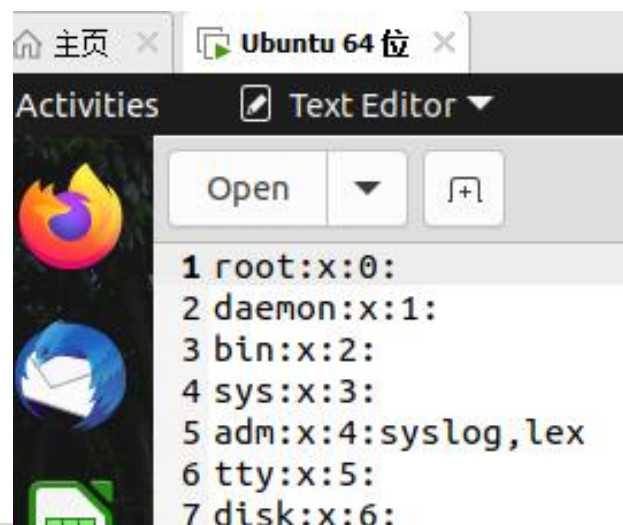 主页 Ubuntu 64 位
Activities Text Editor
Open
1 root:x:0:
2 daemon:x:1:
3 bin:x:2:
4 sys:x:3:
5 adm:x:4:syslog,lex
6 tty:x:5:
7 disk:x:6: